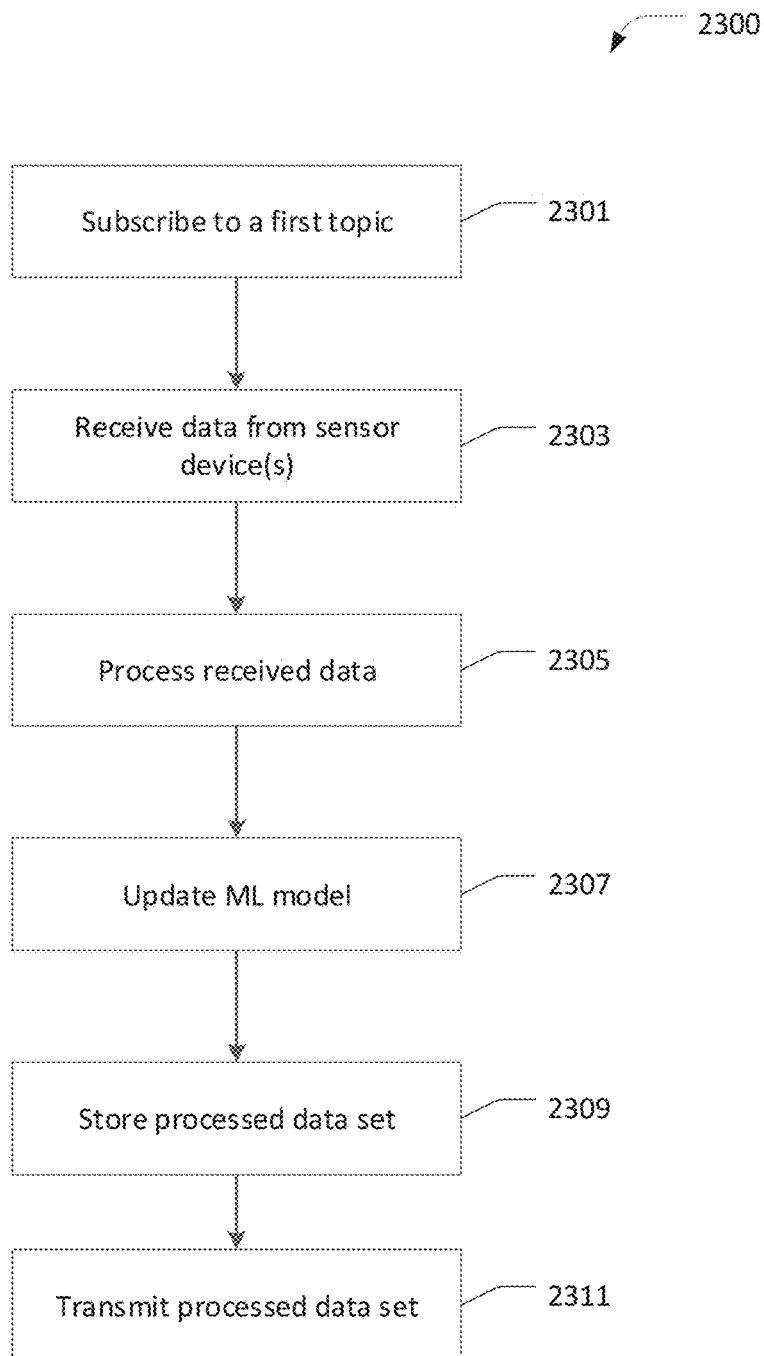 2300
Subscribe to a first topic
2301
Receive data from sensor
device(s)
2303
Process received data
2305
Update ML model
2307
Store processed data set
2309
Transmit processed data set
2311